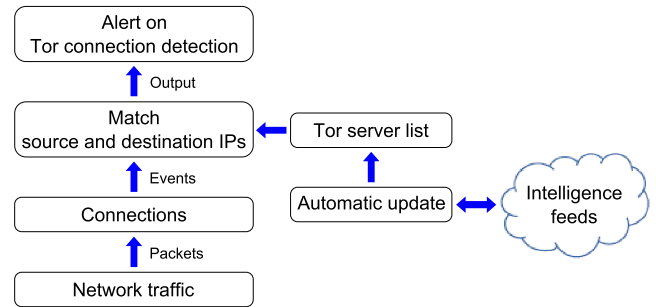 Alert on
Tor connection detection
Output
Match
source and destination IPs
Tor server list
Events
Connections
Automatic update
Intelligence
feeds
Packets
Network traffic